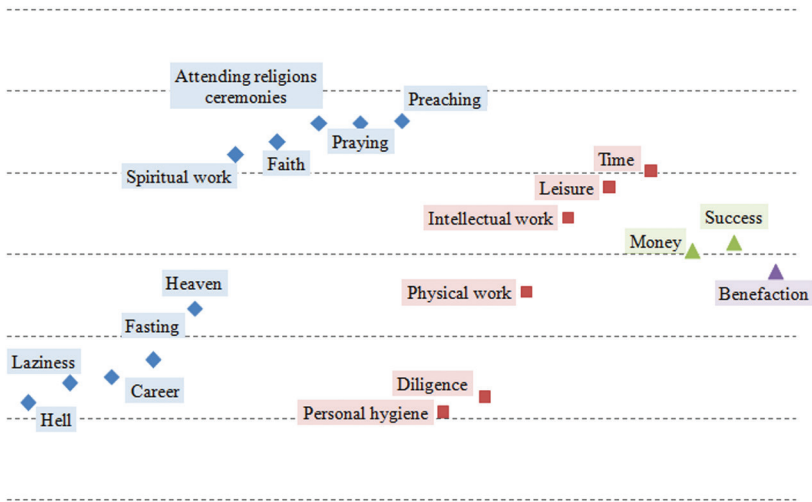 Attending religions
ceremonies
Preaching
Praying
Time
Faith
Spiritual work
Leisure
Intellectual work
Success
Money
Heaven
Physical work
Benefaction
Fasting
Laziness
Diligence
Career
Personal hygiene
Hell